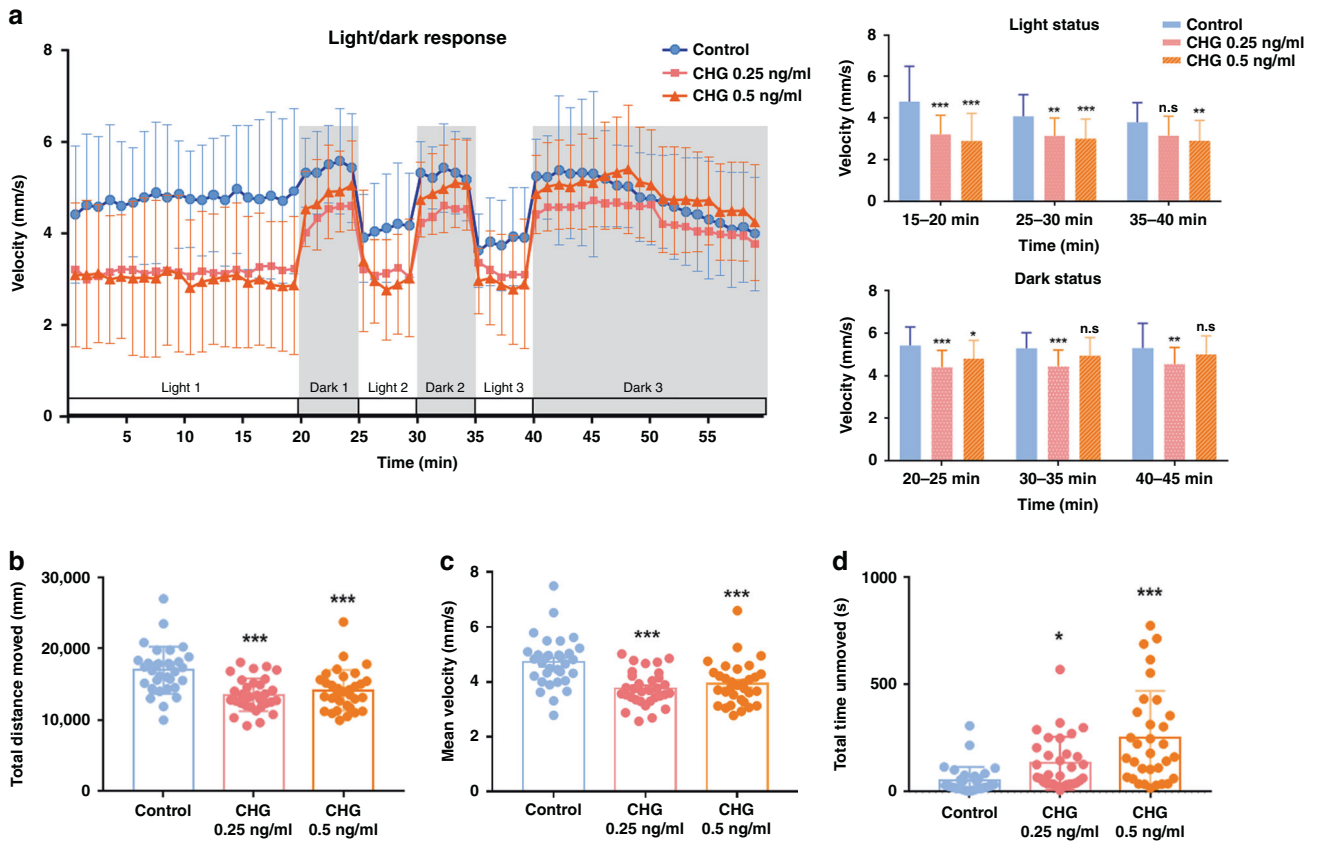 a
Light/dark response
Control
CHG 0.25 ng/ml
CHG 0.5 ng/ml
Velocity (mm/s)
8
6
4
2
0
Light 1
Dark 1
Light 2
Dark 2
Light 3
Dark 3
5 10 15 20 25 30 35 40 45 50 55
Time (min)
Light status
Control
CHG 0.25 ng/ml
CHG 0.5 ng/ml
Velocity (mm/s)
8
6
4
2
0
*** ***
** ***
n.s **
15–20 min 25–30 min 35–40 min
Time (min)
Dark status
Velocity (mm/s)
8
6
4
2
0
*** *
*** n.s
** n.s
20–25 min 30–35 min 40–45 min
Time (min)
b
Total distance moved (mm)
30,000
20,000
10,000
0
***
***
Control
CHG
0.25 ng/ml
CHG
0.5 ng/ml
c
Mean velocity (mm/s)
8
6
4
2
0
***
***
Control
CHG
0.25 ng/ml
CHG
0.5 ng/ml
d
Total time unmoved (s)
1000
500
0
*
***
Control
CHG
0.25 ng/ml
CHG
0.5 ng/ml